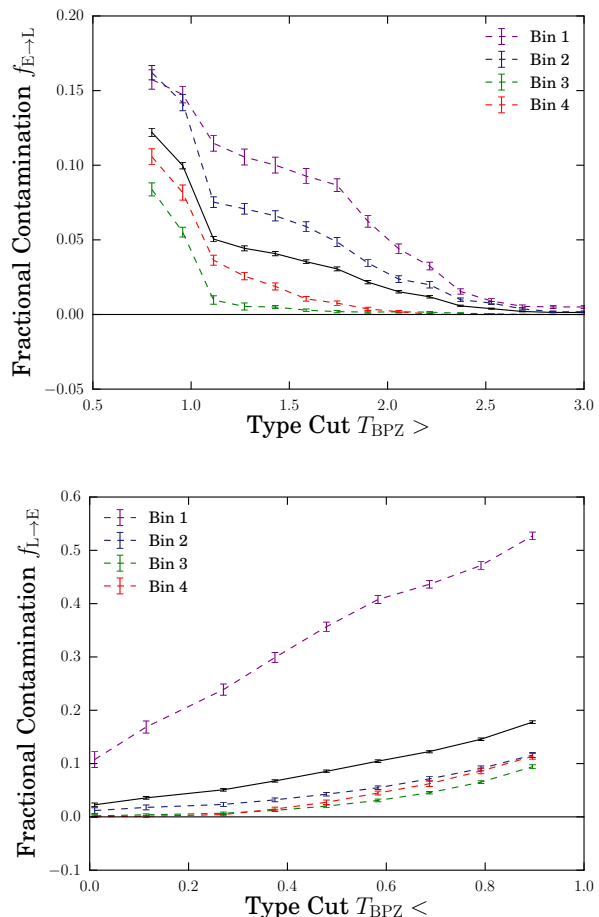 Fractional Contamination f_E→L
0.20
0.15
0.10
0.05
0.00
−0.05
Bin 1
Bin 2
Bin 3
Bin 4
0.5 1.0 1.5 2.0 2.5 3.0
Type Cut T_BPZ >
Fractional Contamination f_L→E
0.6
0.5
0.4
0.3
0.2
0.1
0.0
−0.1
Bin 1
Bin 2
Bin 3
Bin 4
0.0 0.2 0.4 0.6 0.8 1.0
Type Cut T_BPZ <